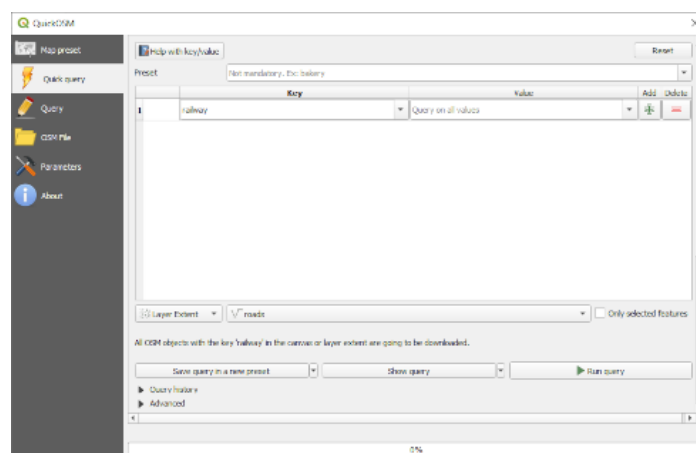 QuickOSM
Map preset
Quick query
Query
OSM File
Parameters
About
Help with key/value
Reset
Preset
Not mandatory. Ex: bakery
Key Value Add Delete
1 railway Query on all values
Layer Extent roads Only selected features
All OSM objects with the key 'railway' in the canvas or layer extent are going to be downloaded.
Save query in a new preset Show query Run query
Query history
Advanced
0%